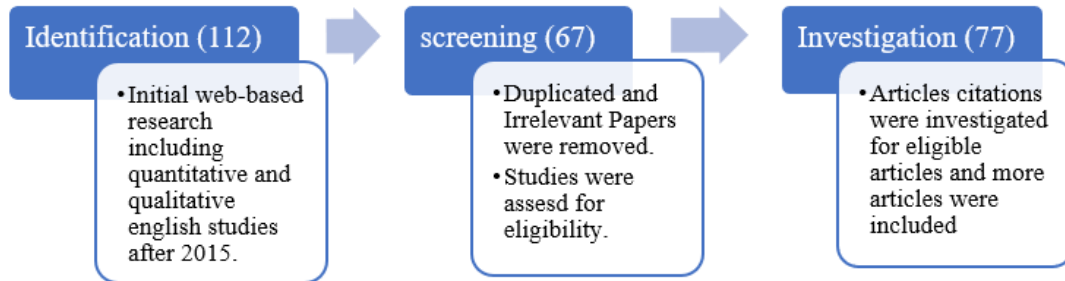 Identification (112)
•Initial web-based
research
including
quantitative and
qualitative
english studies
after 2015.
screening (67)
•Duplicated and
Irrelevant Papers
were removed.
•Studies were
assesd for
eligibility.
Investigation (77)
•Articles citations
were investigated
for eligible
articles and more
articles were
included